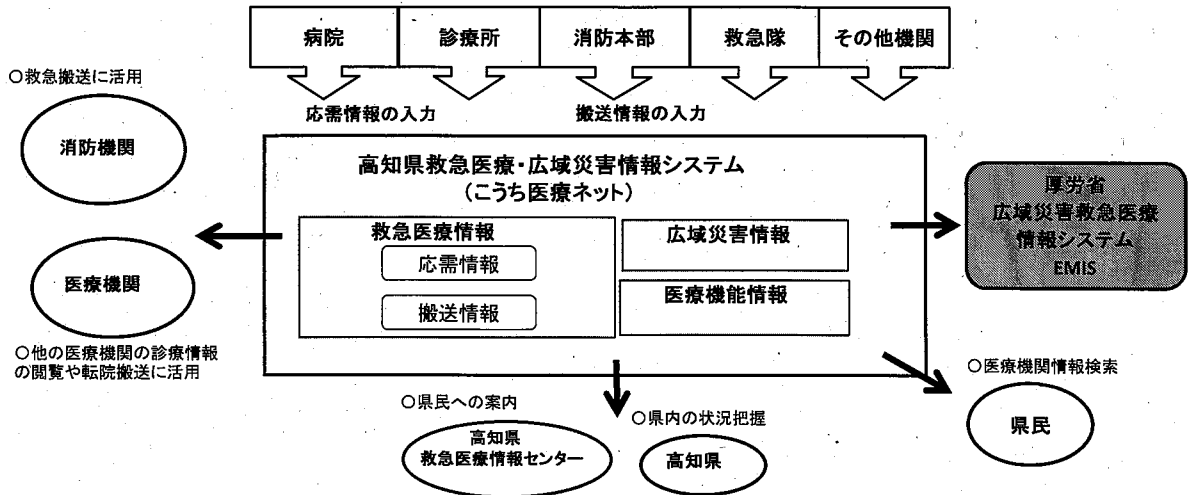 病院
診療所
消防本部
救急隊
その他機関
応需情報の入力
搬送情報の入力
○救急搬送に活用
消防機関
医療機関
○他の医療機関の診療情報
の閲覧や転院搬送に活用
高知県救急医療・広域災害情報システム
(こうち医療ネット)
救急医療情報
応需情報
搬送情報
広域災害情報
医療機能情報
厚労省
広域災害救急医療
情報システム
EMIS
○県民への案内
高知県
救急医療情報センター
○県内の状況把握
高知県
○医療機関情報検索
県民